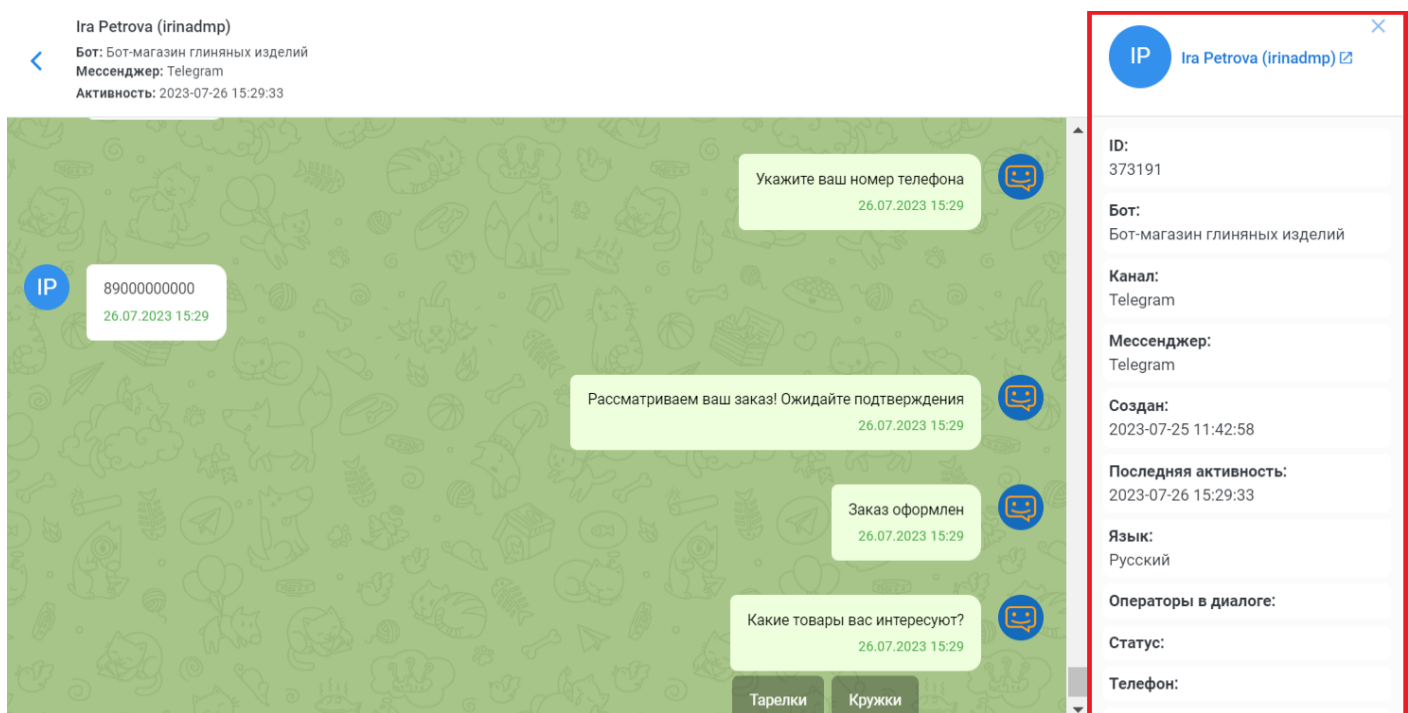 Ira Petrova (irinadmp)
Бот: Бот-магазин глиняных изделий
Мессенджер: Telegram
Активность: 2023-07-26 15:29:33
Укажите ваш номер телефона
26.07.2023 15:29
IP
89000000000
26.07.2023 15:29
Рассматриваем ваш заказ! Ожидайте подтверждения
26.07.2023 15:29
Заказ оформлен
26.07.2023 15:29
Какие товары вас интересуют?
26.07.2023 15:29
Тарелки
Кружки
IP
Ira Petrova (irinadmp)
ID:
373191
Бот:
Бот-магазин глиняных изделий
Канал:
Telegram
Мессенджер:
Telegram
Создан:
2023-07-25 11:42:58
Последняя активность:
2023-07-26 15:29:33
Язык:
Русский
Операторы в диалоге:
Статус:
Телефон: